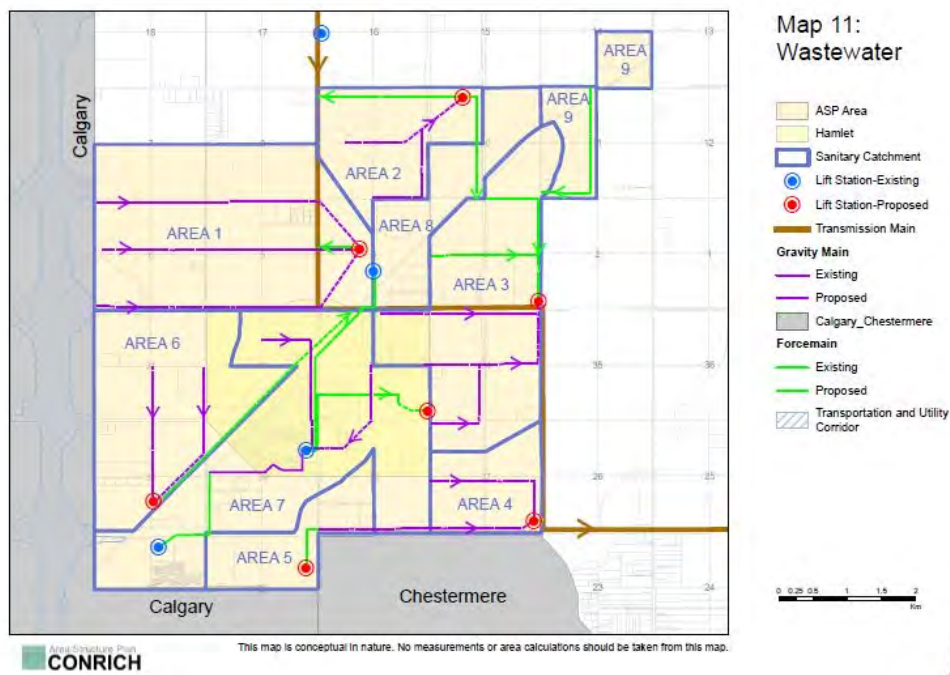 Map 11:
Wastewater
ASP Area
Hamlet
Sanitary Catchment
Lift Station-Existing
Lift Station-Proposed
Transmission Main
Gravity Main
Existing
Proposed
Calgary_Chestermere
Forcemain
Existing
Proposed
Transportation and Utility
Corridor
0 0.25 0.5 1 1.5 2
Km
18 17 16 15 14 13
AREA
9
AREA
9
Calgary
12
AREA 2
AREA 1
AREA 8
AREA 3
1
AREA 6
35 36
26 25
AREA 7
AREA 4
AREA 5
23 24
Calgary
Chestermere
This map is conceptual in nature. No measurements or area calculations should be taken from this map.
Area Structure Plan
CONRICH